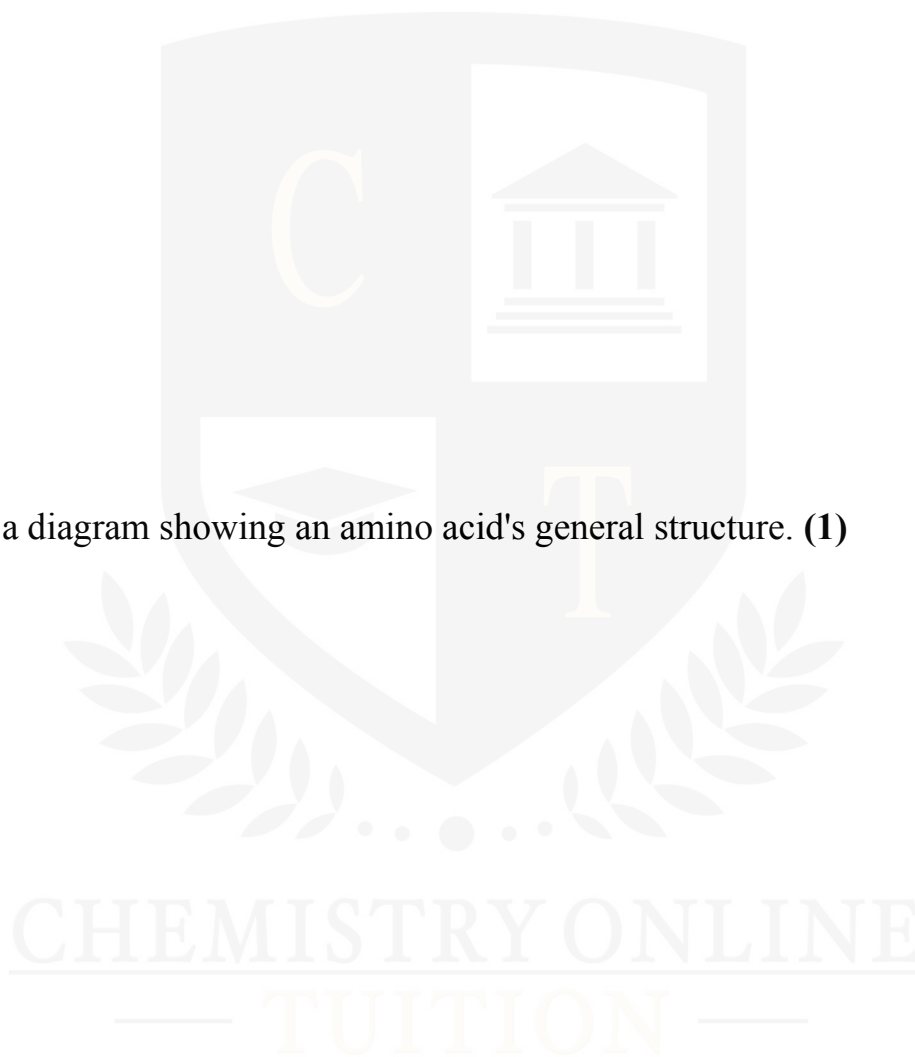 C
T
a diagram showing an amino acid's general structure. (1)
CHEMISTRY ONLINE
TUITION